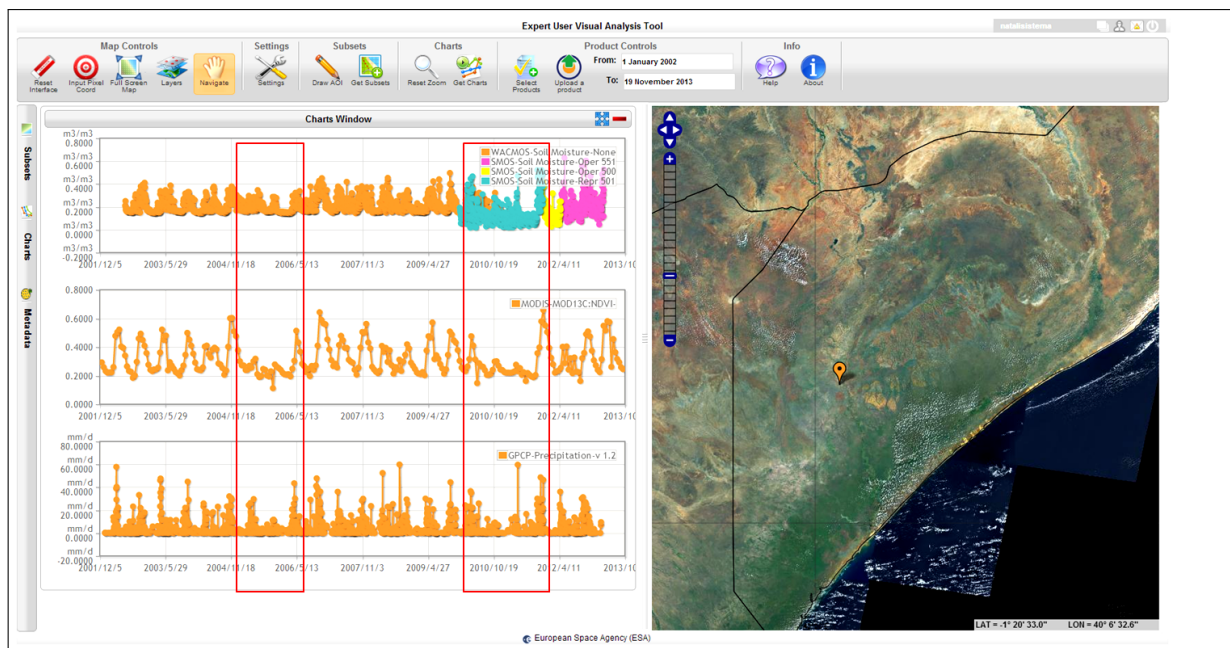 Expert User Visual Analysis Tool
nataliaisterna
Map Controls
Settings
Subsets
Charts
Product Controls
Info
Reset Interface
Input Pixel Coord
Full Screen Map
Layers
Navigate
Settings
Draw AOI
Get Subsets
Reset Zoom
Get Charts
Select Products
Upload a product
From: 1 January 2002
To: 19 November 2013
Help
About
Subsets
Charts
Metadata
Charts Window
m3/m3
0.8000
m3/m3
0.6000
m3/m3
0.4000
m3/m3
0.2000
m3/m3
0.0000
m3/m3
-0.2000
WACMOS-Soil Moisture-None
SMOS-Soil Moisture-Oper 551
SMOS-Soil Moisture-Oper 500
SMOS-Soil Moisture-Repr 501
2001/12/5 2003/5/29 2004/11/18 2006/5/13 2007/11/3 2009/4/27 2010/10/19 2012/4/11 2013/10
0.8000
0.6000
0.4000
0.2000
0.0000
MODIS-MOD13C:NDVI-
2001/12/5 2003/5/29 2004/11/18 2006/5/13 2007/11/3 2009/4/27 2010/10/19 2012/4/11 2013/10
mm/d
80.0000
mm/d
60.0000
mm/d
40.0000
mm/d
20.0000
mm/d
0.0000
mm/d
-20.0000
GPCP-Precipitation-v 1.2
2001/12/5 2003/5/29 2004/11/18 2006/5/13 2007/11/3 2009/4/27 2010/10/19 2012/4/11 2013/10
LAT = -1° 20' 33.0" LON = 40° 6' 32.6"
European Space Agency (ESA)